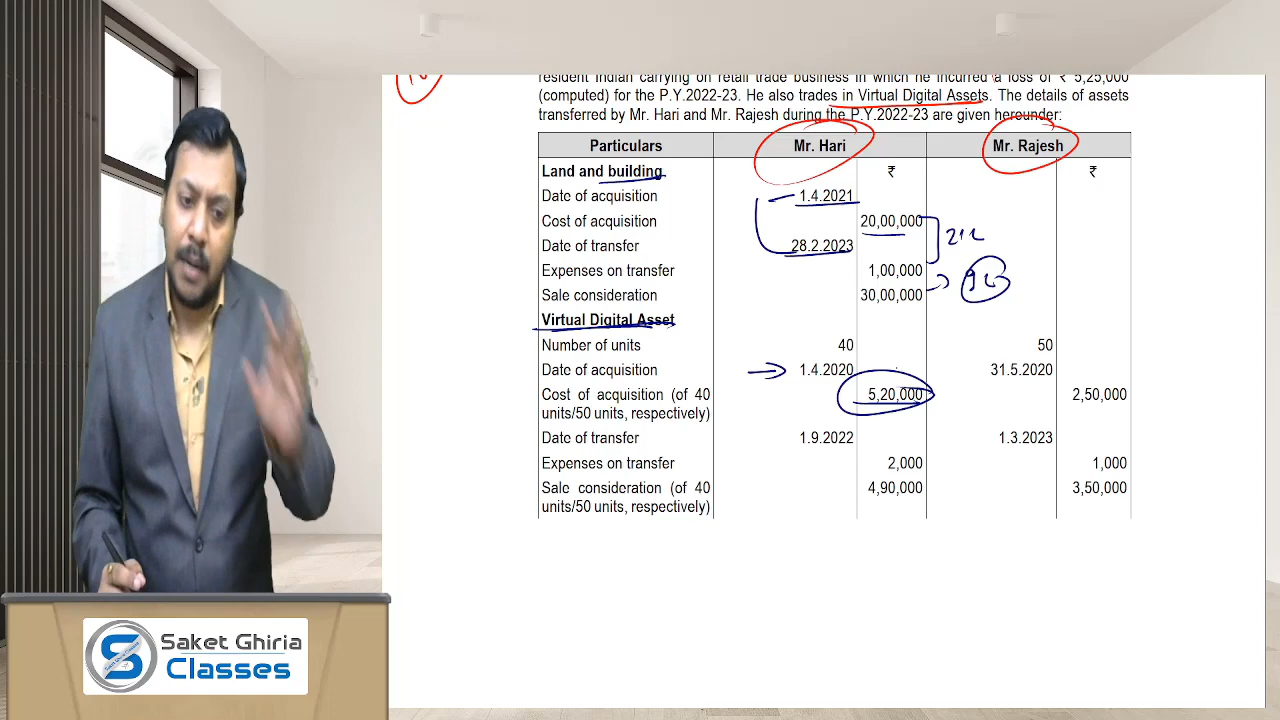 resident Indian carrying on retail trade business in which he incurred a loss of ₹ 5,25,000
(computed) for the P.Y.2022-23. He also trades in Virtual Digital Assets. The details of assets
transferred by Mr. Hari and Mr. Rajesh during the P.Y.2022-23 are given hereunder:
Particulars Mr. Hari Mr. Rajesh
Land and building ₹ ₹
Date of acquisition 1.4.2021
Cost of acquisition 20,00,000
Date of transfer 28.2.2023
Expenses on transfer 1,00,000
Sale consideration 30,00,000
Virtual Digital Asset
Number of units 40 50
Date of acquisition 1.4.2020 31.5.2020
Cost of acquisition (of 40 5,20,000 2,50,000
units/50 units, respectively)
Date of transfer 1.9.2022 1.3.2023
Expenses on transfer 2,000 1,000
Sale consideration (of 40 4,90,000 3,50,000
units/50 units, respectively)
Saket Ghiria
Classes